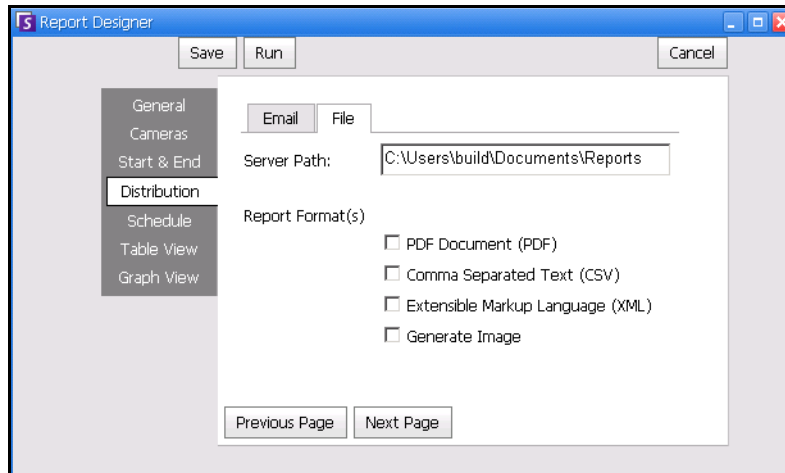 Report Designer
Save Run Cancel
General
Cameras
Start & End
Distribution
Schedule
Table View
Graph View
Email File
Server Path: C:\Users\build\Documents\Reports
Report Format(s)
PDF Document (PDF)
Comma Separated Text (CSV)
Extensible Markup Language (XML)
Generate Image
Previous Page Next Page